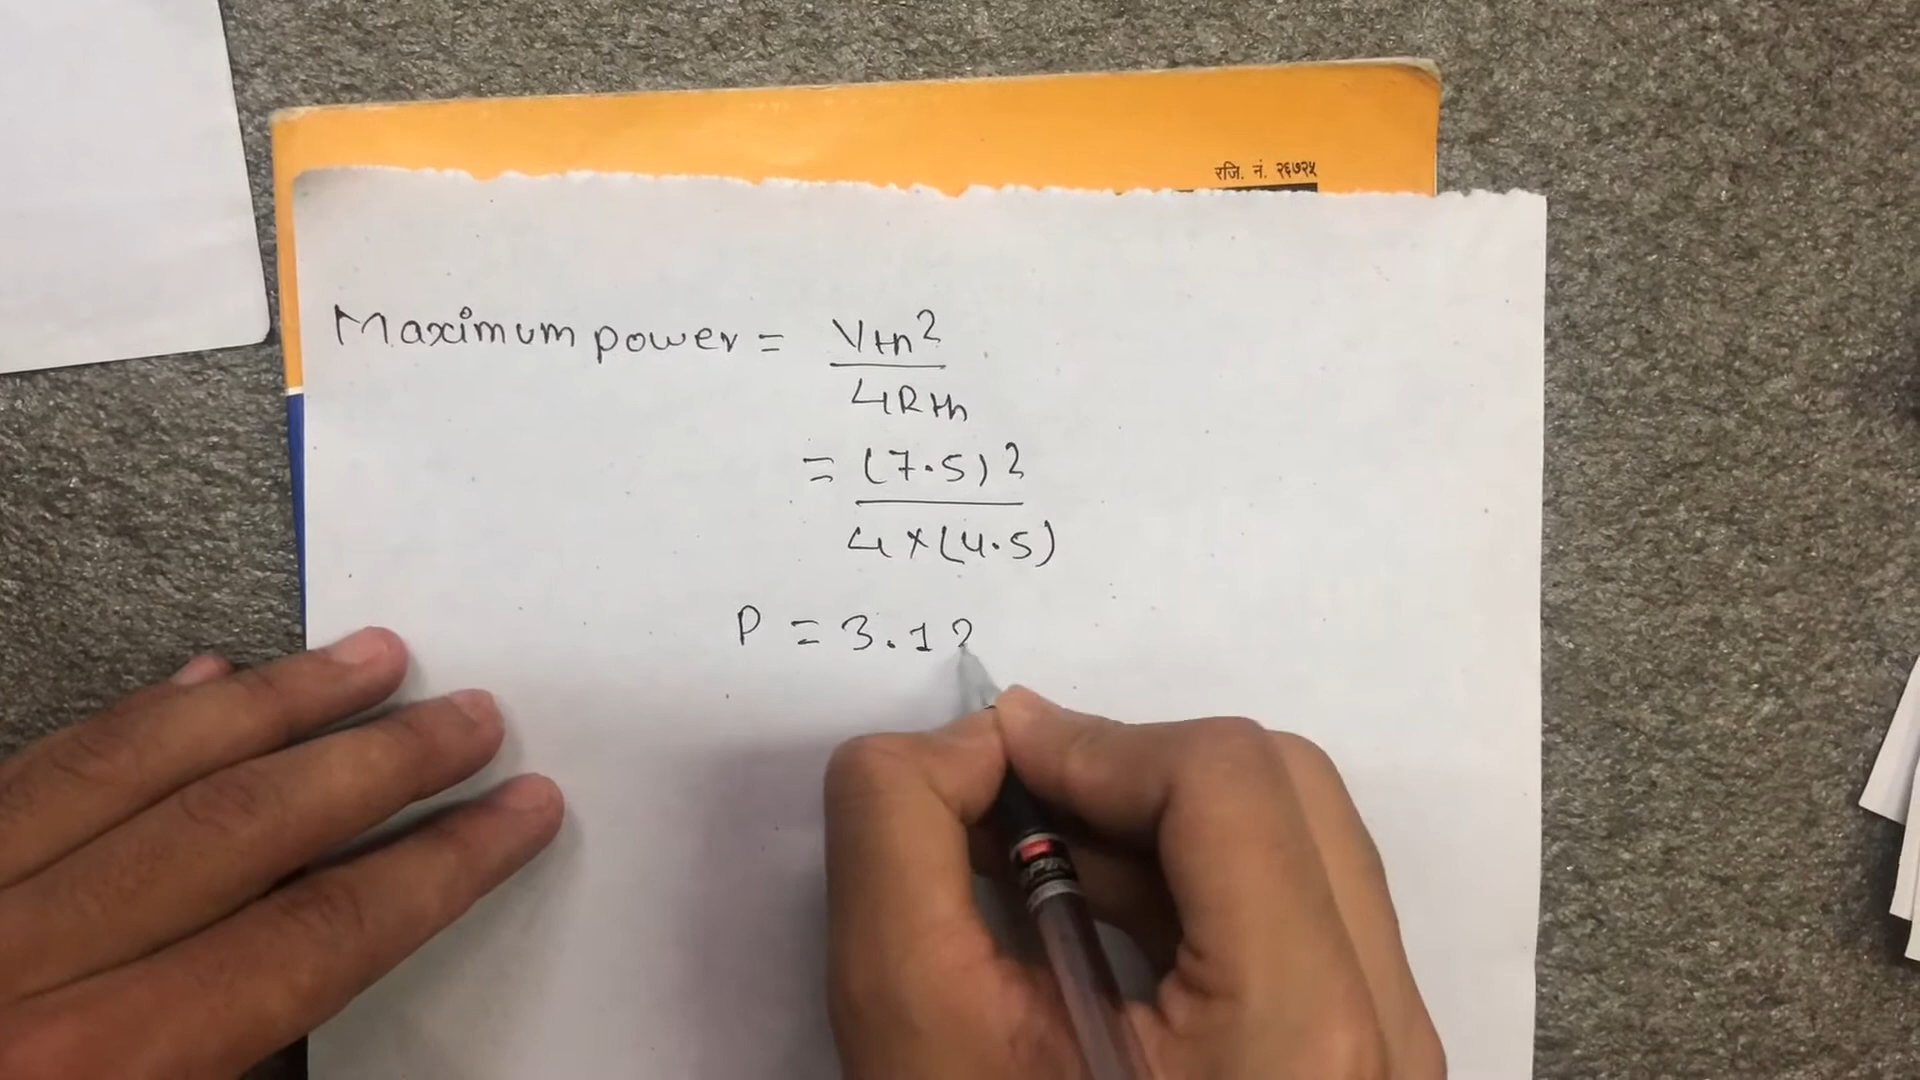 रजि. नं. २६७२५
Maximum power = Vth2
4Rth
= (7.5)2
4×(4.5)
P = 3.12